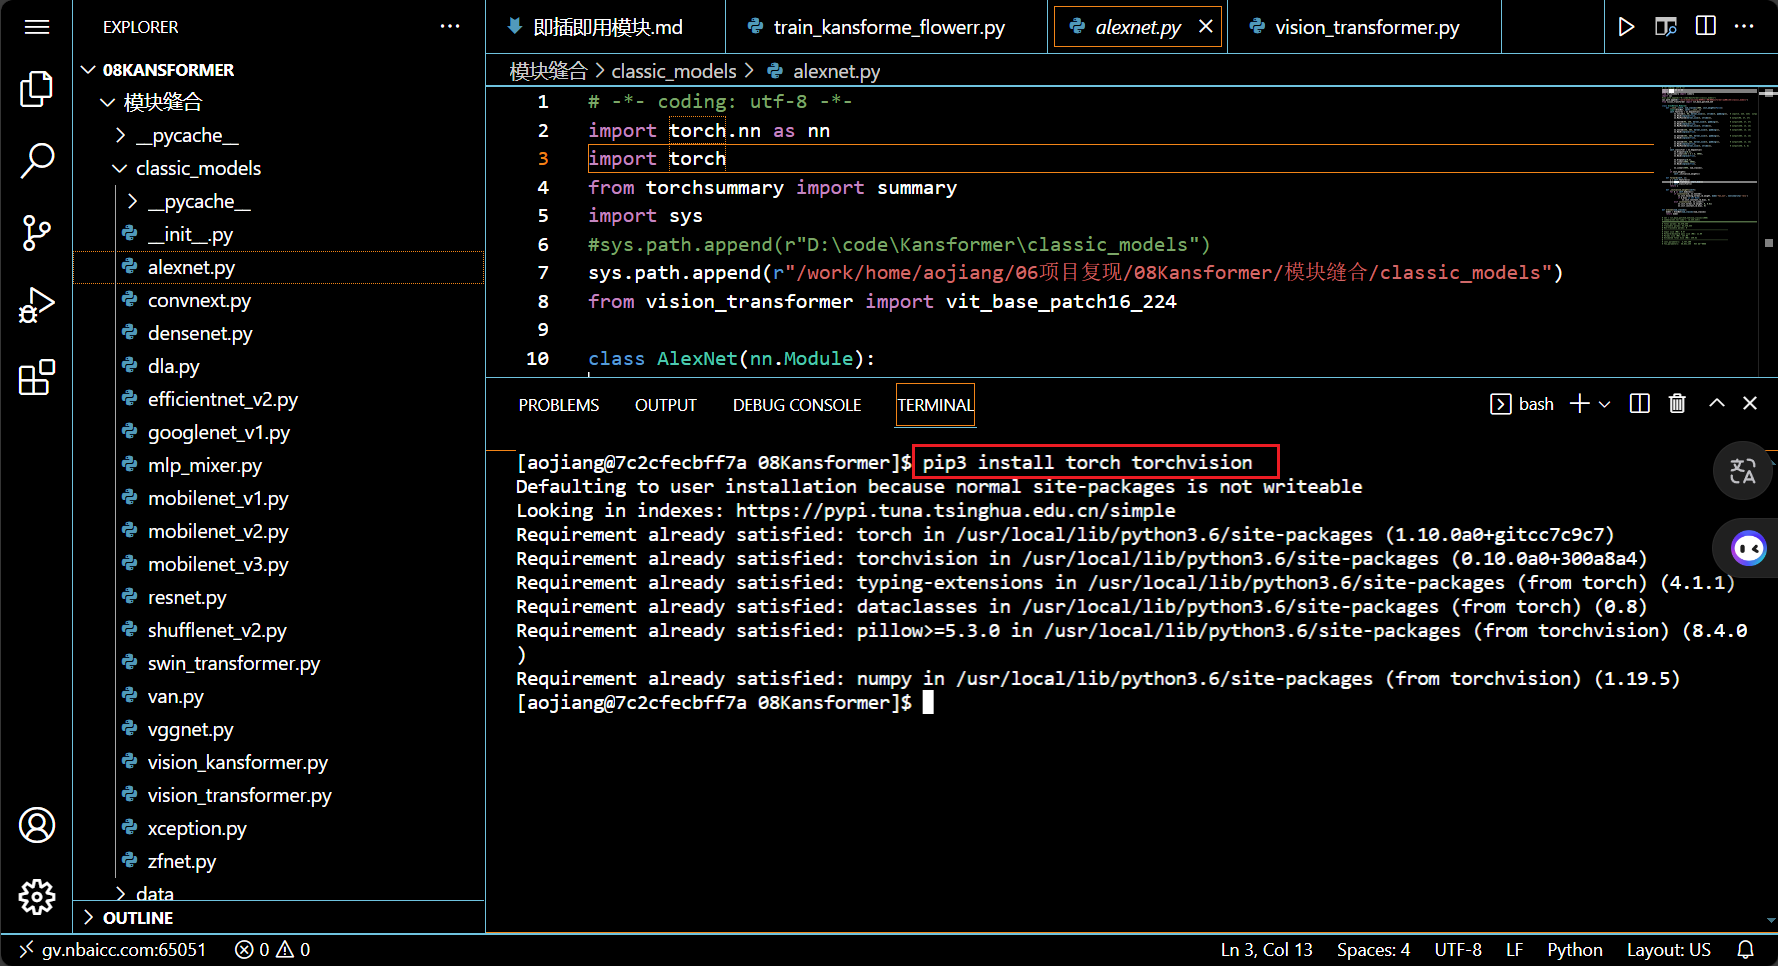 EXPLORER
08KANSFORMER
模块缝合
__pycache__
classic_models
__pycache__
__init__.py
alexnet.py
convnext.py
densenet.py
dla.py
efficientnet_v2.py
googlenet_v1.py
mlp_mixer.py
mobilenet_v1.py
mobilenet_v2.py
mobilenet_v3.py
resnet.py
shufflenet_v2.py
swin_transformer.py
van.py
vggnet.py
vision_kansformer.py
vision_transformer.py
xception.py
zfnet.py
data
OUTLINE
即插即用模块.md train_kansforme_flowerr.py alexnet.py vision_transformer.py
模块缝合 > classic_models > alexnet.py
1 # -*- coding: utf-8 -*-
2 import torch.nn as nn
3 import torch
4 from torchsummary import summary
5 import sys
6 #sys.path.append(r"D:\code\Kansformer\classic_models")
7 sys.path.append(r"/work/home/aojiang/06项目复现/08Kansformer/模块缝合/classic_models")
8 from vision_transformer import vit_base_patch16_224
9
10 class AlexNet(nn.Module):
PROBLEMS OUTPUT DEBUG CONSOLE TERMINAL bash
[aojiang@7c2cfecbff7a 08Kansformer]$ pip3 install torch torchvision
Defaulting to user installation because normal site-packages is not writeable
Looking in indexes: https://pypi.tuna.tsinghua.edu.cn/simple
Requirement already satisfied: torch in /usr/local/lib/python3.6/site-packages (1.10.0a0+gitcc7c9c7)
Requirement already satisfied: torchvision in /usr/local/lib/python3.6/site-packages (0.10.0a0+300a8a4)
Requirement already satisfied: typing-extensions in /usr/local/lib/python3.6/site-packages (from torch) (4.1.1)
Requirement already satisfied: dataclasses in /usr/local/lib/python3.6/site-packages (from torch) (0.8)
Requirement already satisfied: pillow>=5.3.0 in /usr/local/lib/python3.6/site-packages (from torchvision) (8.4.0
)
Requirement already satisfied: numpy in /usr/local/lib/python3.6/site-packages (from torchvision) (1.19.5)
[aojiang@7c2cfecbff7a 08Kansformer]$
gv.nbaicc.com:65051 0 0 Ln 3, Col 13 Spaces: 4 UTF-8 LF Python Layout: US